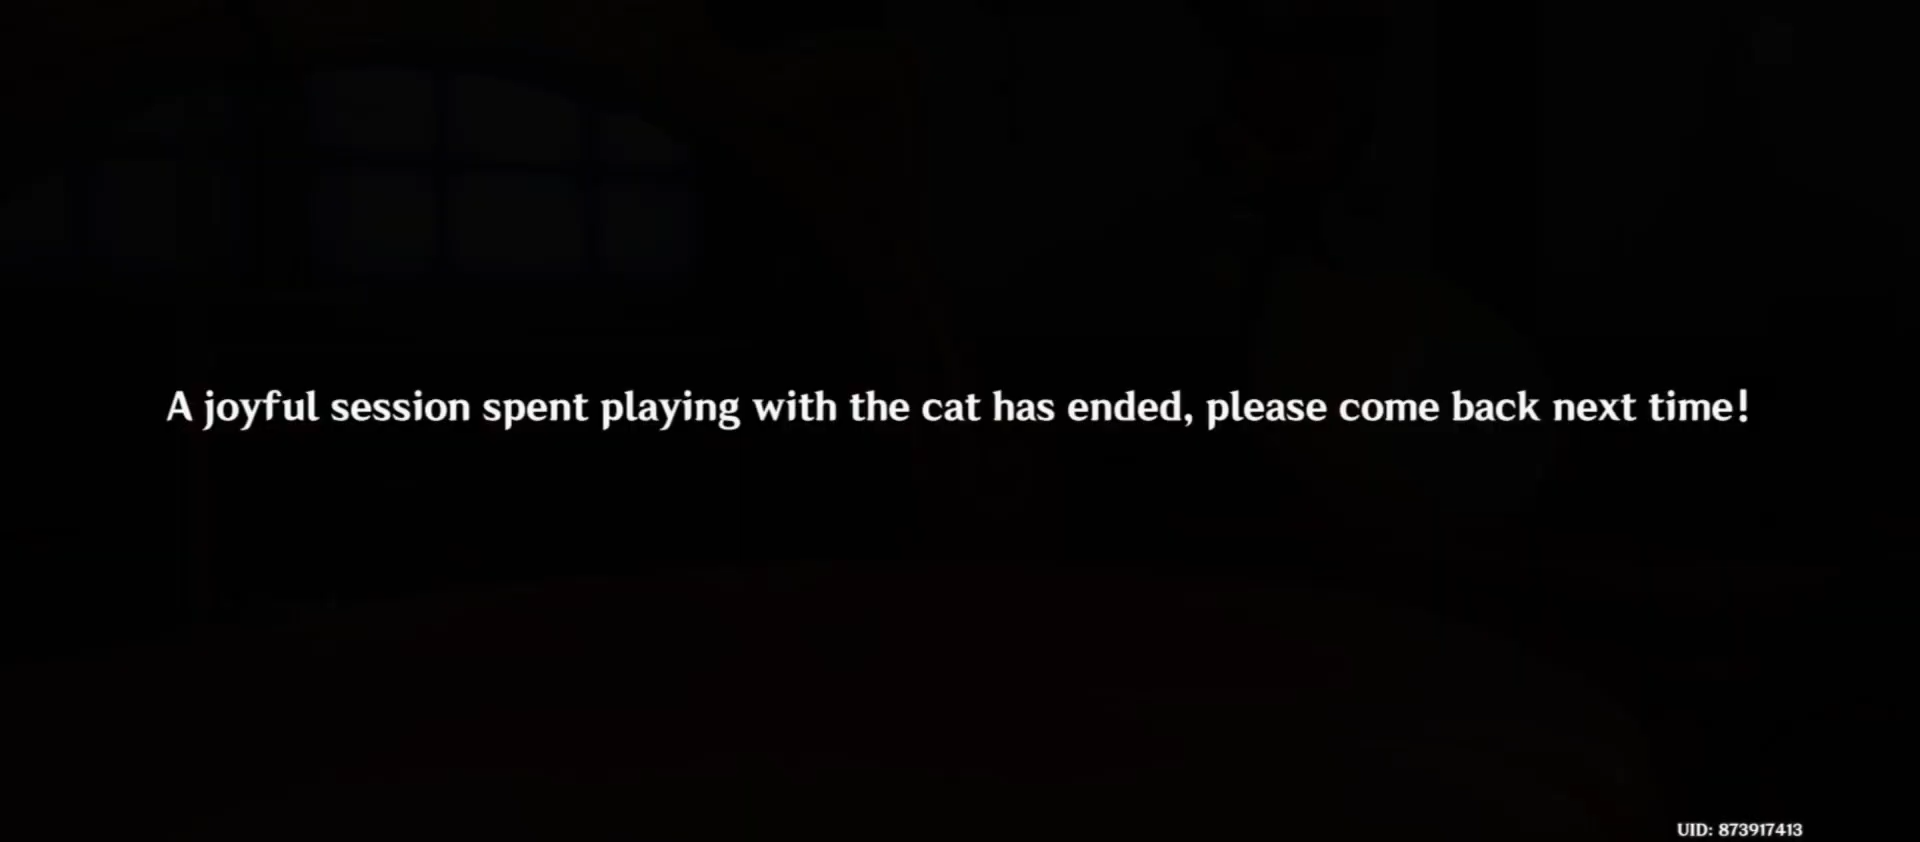 A joyful session spent playing with the cat has ended, please come back next time!
UID: 873917413